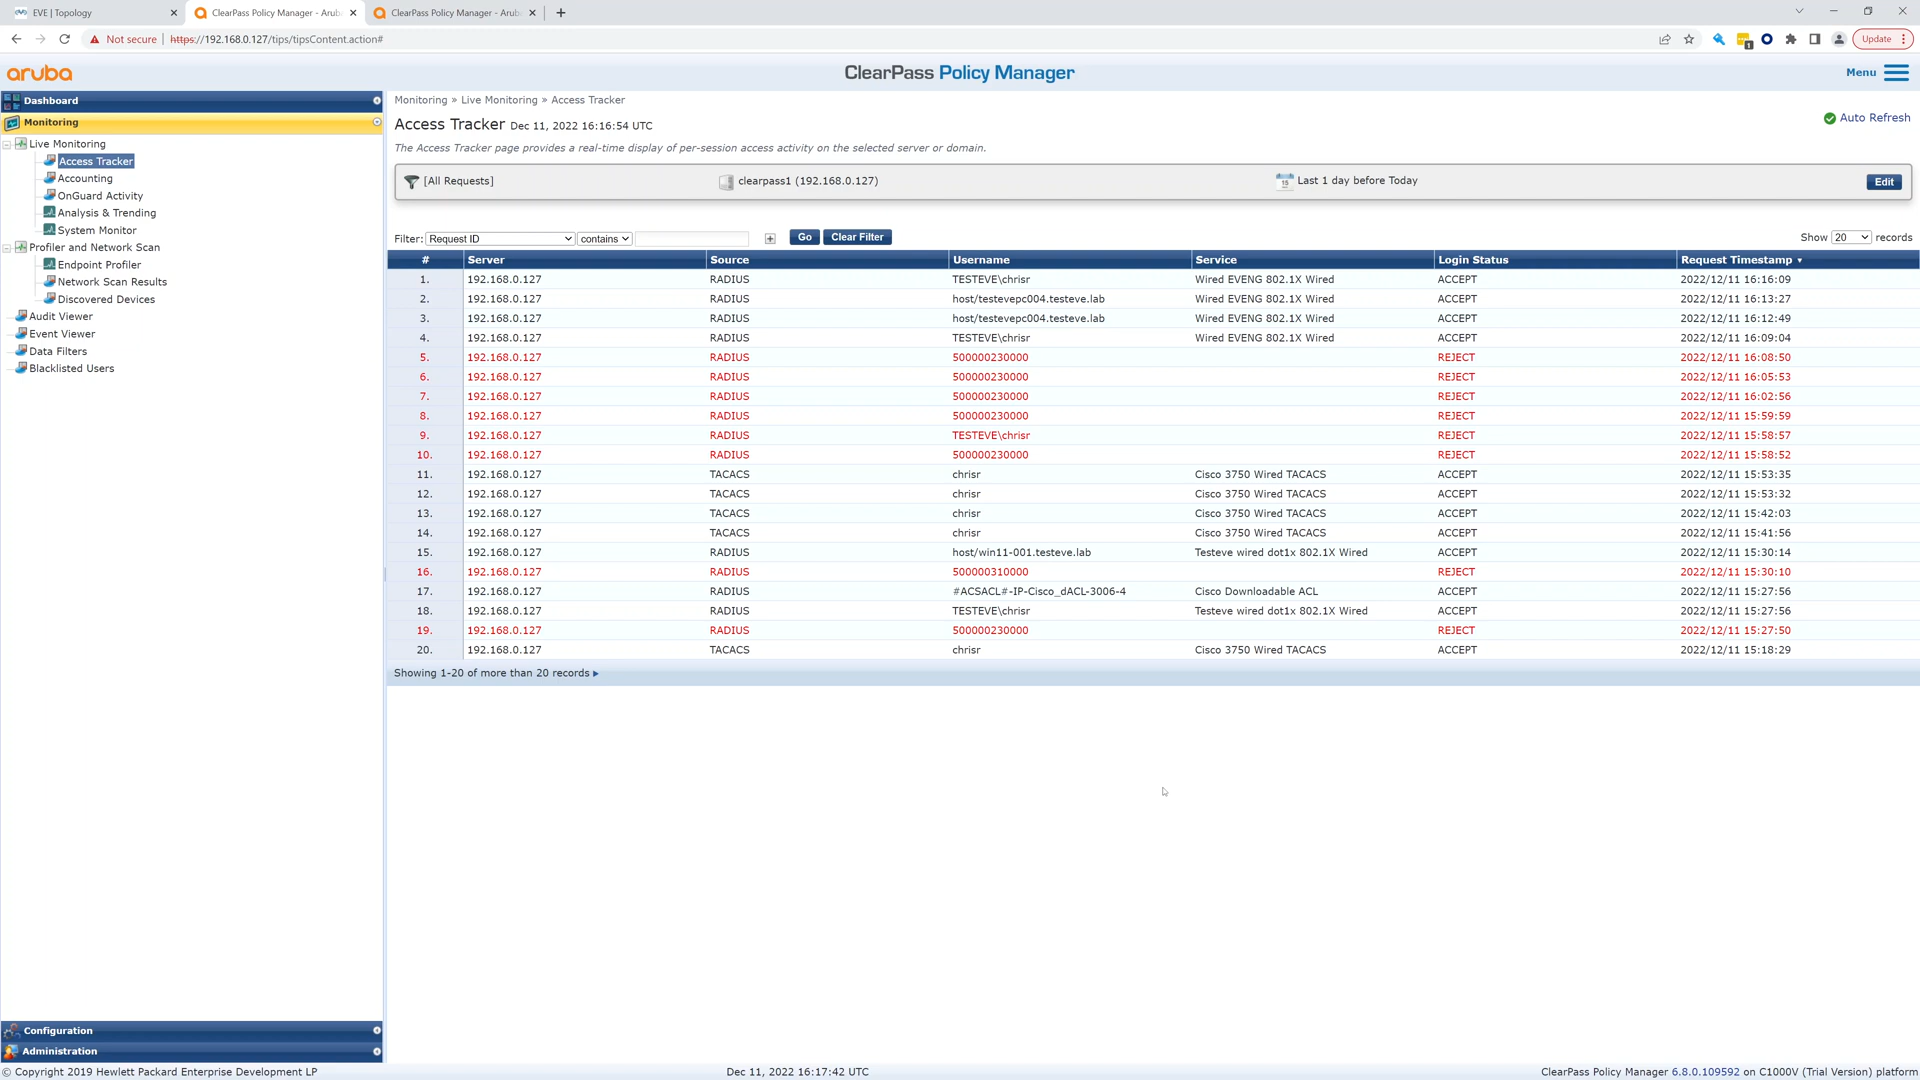 EVE | Topology
ClearPass Policy Manager - Arub
ClearPass Policy Manager - Arub
Not secure
https://192.168.0.127/tips/tipsContent.action#
1
Update
aruba
ClearPass Policy Manager
Menu
Dashboard
Monitoring
Live Monitoring
Access Tracker
Accounting
OnGuard Activity
Analysis & Trending
System Monitor
Profiler and Network Scan
Endpoint Profiler
Network Scan Results
Discovered Devices
Audit Viewer
Event Viewer
Data Filters
Blacklisted Users
Configuration
Administration
Monitoring » Live Monitoring » Access Tracker
Access Tracker Dec 11, 2022 16:16:54 UTC
Auto Refresh
The Access Tracker page provides a real-time display of per-session access activity on the selected server or domain.
[All Requests] clearpass1 (192.168.0.127) 15 Last 1 day before Today Edit
Filter: Request ID contains + Go Clear Filter Show 20 records
# Server Source Username Service Login Status Request Timestamp ▼
1. 192.168.0.127 RADIUS TESTEVE\chrisr Wired EVENG 802.1X Wired ACCEPT 2022/12/11 16:16:09
2. 192.168.0.127 RADIUS host/testevepc004.testeve.lab Wired EVENG 802.1X Wired ACCEPT 2022/12/11 16:13:27
3. 192.168.0.127 RADIUS host/testevepc004.testeve.lab Wired EVENG 802.1X Wired ACCEPT 2022/12/11 16:12:49
4. 192.168.0.127 RADIUS TESTEVE\chrisr Wired EVENG 802.1X Wired ACCEPT 2022/12/11 16:09:04
5. 192.168.0.127 RADIUS 500000230000 REJECT 2022/12/11 16:08:50
6. 192.168.0.127 RADIUS 500000230000 REJECT 2022/12/11 16:05:53
7. 192.168.0.127 RADIUS 500000230000 REJECT 2022/12/11 16:02:56
8. 192.168.0.127 RADIUS 500000230000 REJECT 2022/12/11 15:59:59
9. 192.168.0.127 RADIUS TESTEVE\chrisr REJECT 2022/12/11 15:58:57
10. 192.168.0.127 RADIUS 500000230000 REJECT 2022/12/11 15:58:52
11. 192.168.0.127 TACACS chrisr Cisco 3750 Wired TACACS ACCEPT 2022/12/11 15:53:35
12. 192.168.0.127 TACACS chrisr Cisco 3750 Wired TACACS ACCEPT 2022/12/11 15:53:32
13. 192.168.0.127 TACACS chrisr Cisco 3750 Wired TACACS ACCEPT 2022/12/11 15:42:03
14. 192.168.0.127 TACACS chrisr Cisco 3750 Wired TACACS ACCEPT 2022/12/11 15:41:56
15. 192.168.0.127 RADIUS host/win11-001.testeve.lab Testeve wired dot1x 802.1X Wired ACCEPT 2022/12/11 15:30:14
16. 192.168.0.127 RADIUS 500000310000 REJECT 2022/12/11 15:30:10
17. 192.168.0.127 RADIUS #ACSACL#-IP-Cisco_dACL-3006-4 Cisco Downloadable ACL ACCEPT 2022/12/11 15:27:56
18. 192.168.0.127 RADIUS TESTEVE\chrisr Testeve wired dot1x 802.1X Wired ACCEPT 2022/12/11 15:27:56
19. 192.168.0.127 RADIUS 500000230000 REJECT 2022/12/11 15:27:50
20. 192.168.0.127 TACACS chrisr Cisco 3750 Wired TACACS ACCEPT 2022/12/11 15:18:29
Showing 1-20 of more than 20 records ▸
© Copyright 2019 Hewlett Packard Enterprise Development LP Dec 11, 2022 16:17:42 UTC ClearPass Policy Manager 6.8.0.109592 on C1000V (Trial Version) platform